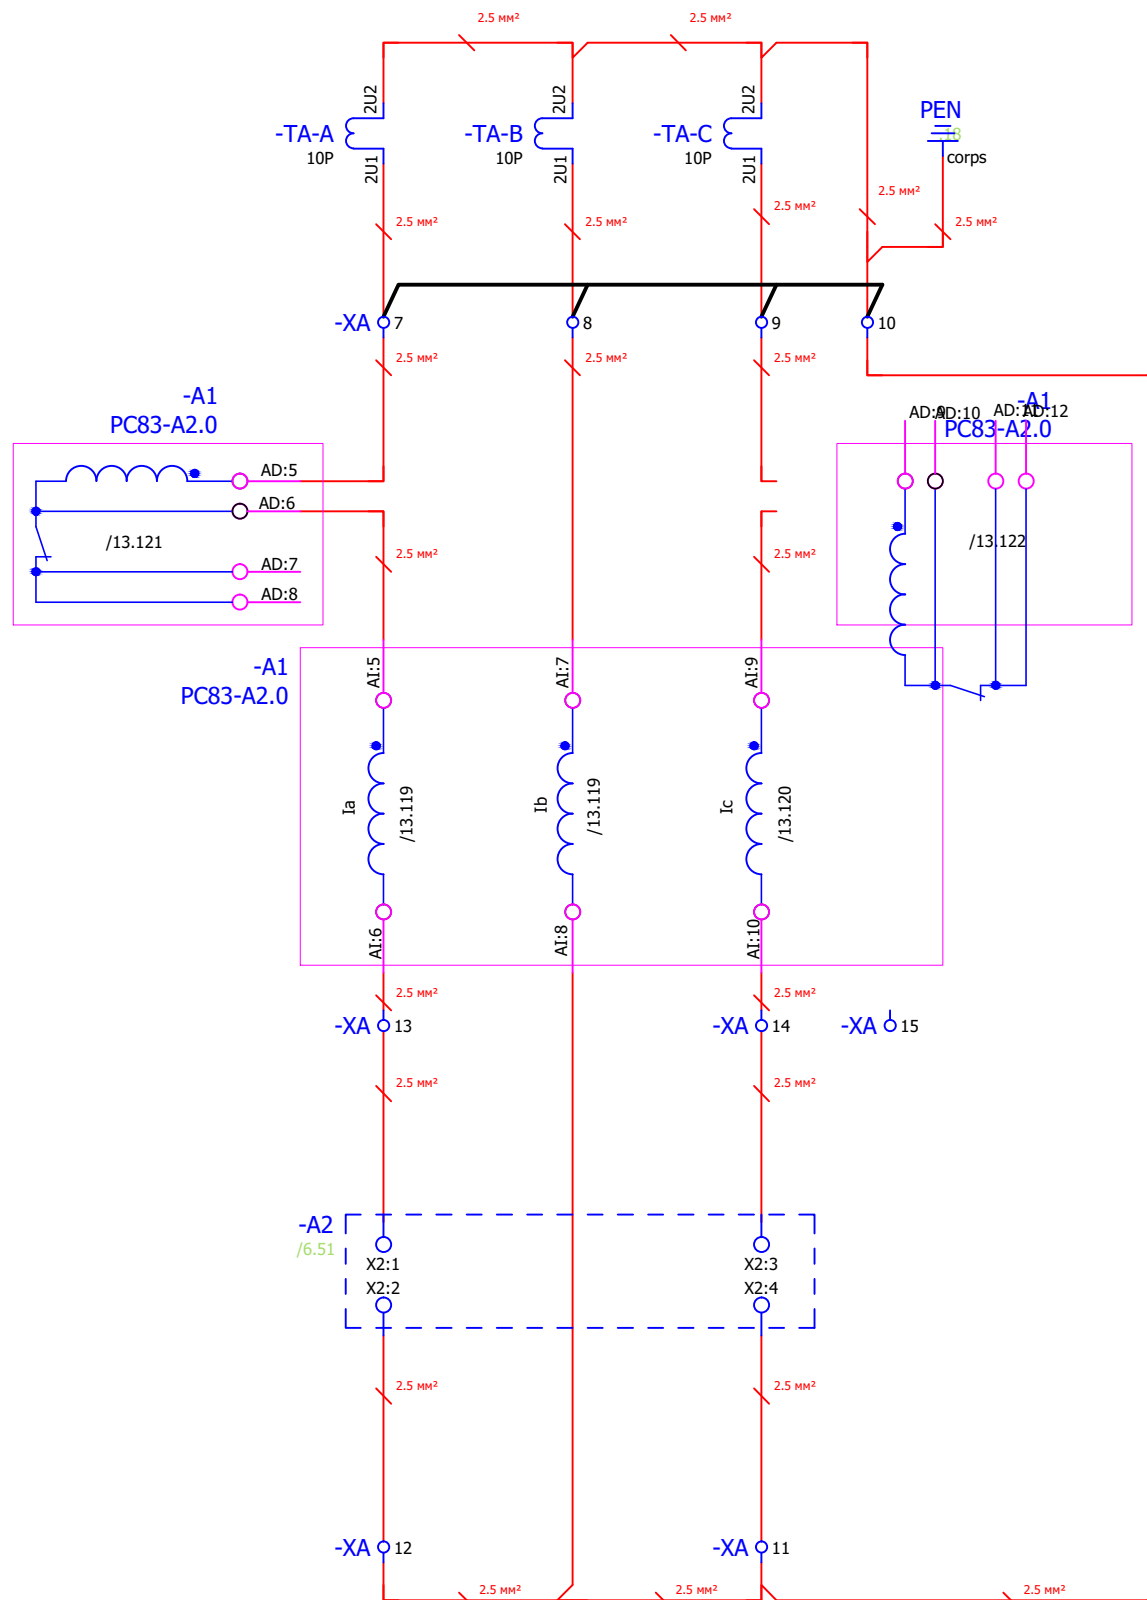 2.5 мм²
2.5 мм²
2U2
2U2
2U2
PEN
.18
corps
-TA-A
10P
-TA-B
10P
-TA-C
10P
2U1
2U1
2U1
2.5 мм²
2.5 мм²
2.5 мм²
2.5 мм²
2.5 мм²
-XA
7
8
9
10
2.5 мм²
2.5 мм²
2.5 мм²
-A1
PC83-A2.0
-A1
PC83-A2.0
AD:9
AD:10
AD:11
AD:12
AD:5
AD:6
/13.121
AD:7
AD:8
/13.122
2.5 мм²
2.5 мм²
-A1
PC83-A2.0
AI:5
AI:7
AI:9
Ia
/13.119
Ib
/13.119
Ic
/13.120
AI:6
AI:8
AI:10
2.5 мм²
2.5 мм²
-XA
13
-XA
14
-XA
15
2.5 мм²
2.5 мм²
-A2
/6.51
X2:1
X2:2
X2:3
X2:4
2.5 мм²
2.5 мм²
-XA
12
-XA
11
2.5 мм²
2.5 мм²
2.5 мм²